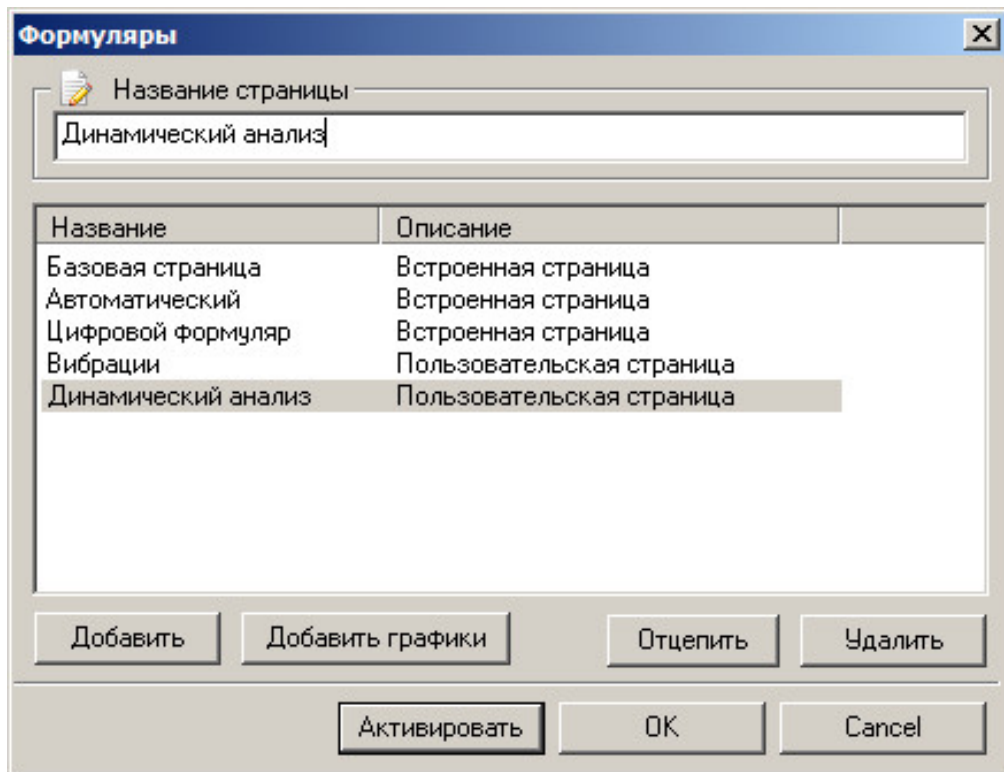 Формуляры
Название страницы
Динамический анализ
Название Описание
Базовая страница Встроенная страница
Автоматический Встроенная страница
Цифровой формуляр Встроенная страница
Вибрации Пользовательская страница
Динамический анализ Пользовательская страница
Добавить Добавить графики Отцепить Удалить
Активировать OK Cancel